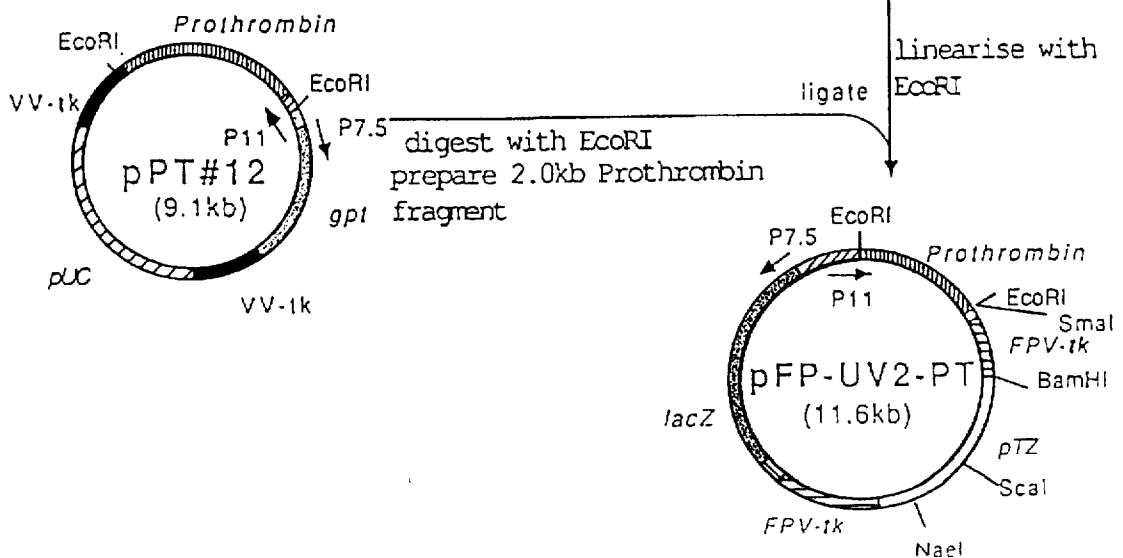 Prothrombin
EcoRI
EcoRI
VV-tk
P11
P7.5
pPT#12
(9.1kb)
gpt
pUC
VV-tk
linearise with
EcoRI
ligate
digest with EcoRI
prepare 2.0kb Prothrombin
fragment
EcoRI
P7.5
Prothrombin
P11
EcoRI
SmaI
FPV-tk
BamHI
pFP-UV2-PT
(11.6kb)
lacZ
pTZ
ScaI
FPV-tk
NaeI